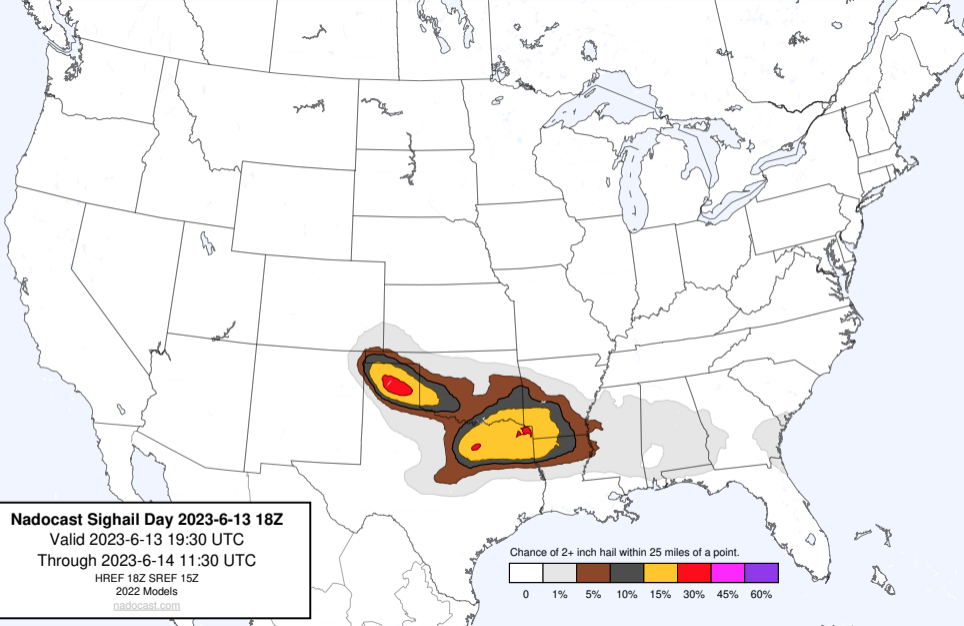 Nadocast Sighail Day 2023-6-13 18Z
Valid 2023-6-13 19:30 UTC
Through 2023-6-14 11:30 UTC
HREF 18Z SREF 15Z
2022 Models
nadocast.com
Chance of 2+ inch hail within 25 miles of a point.
0 1% 5% 10% 15% 30% 45% 60%